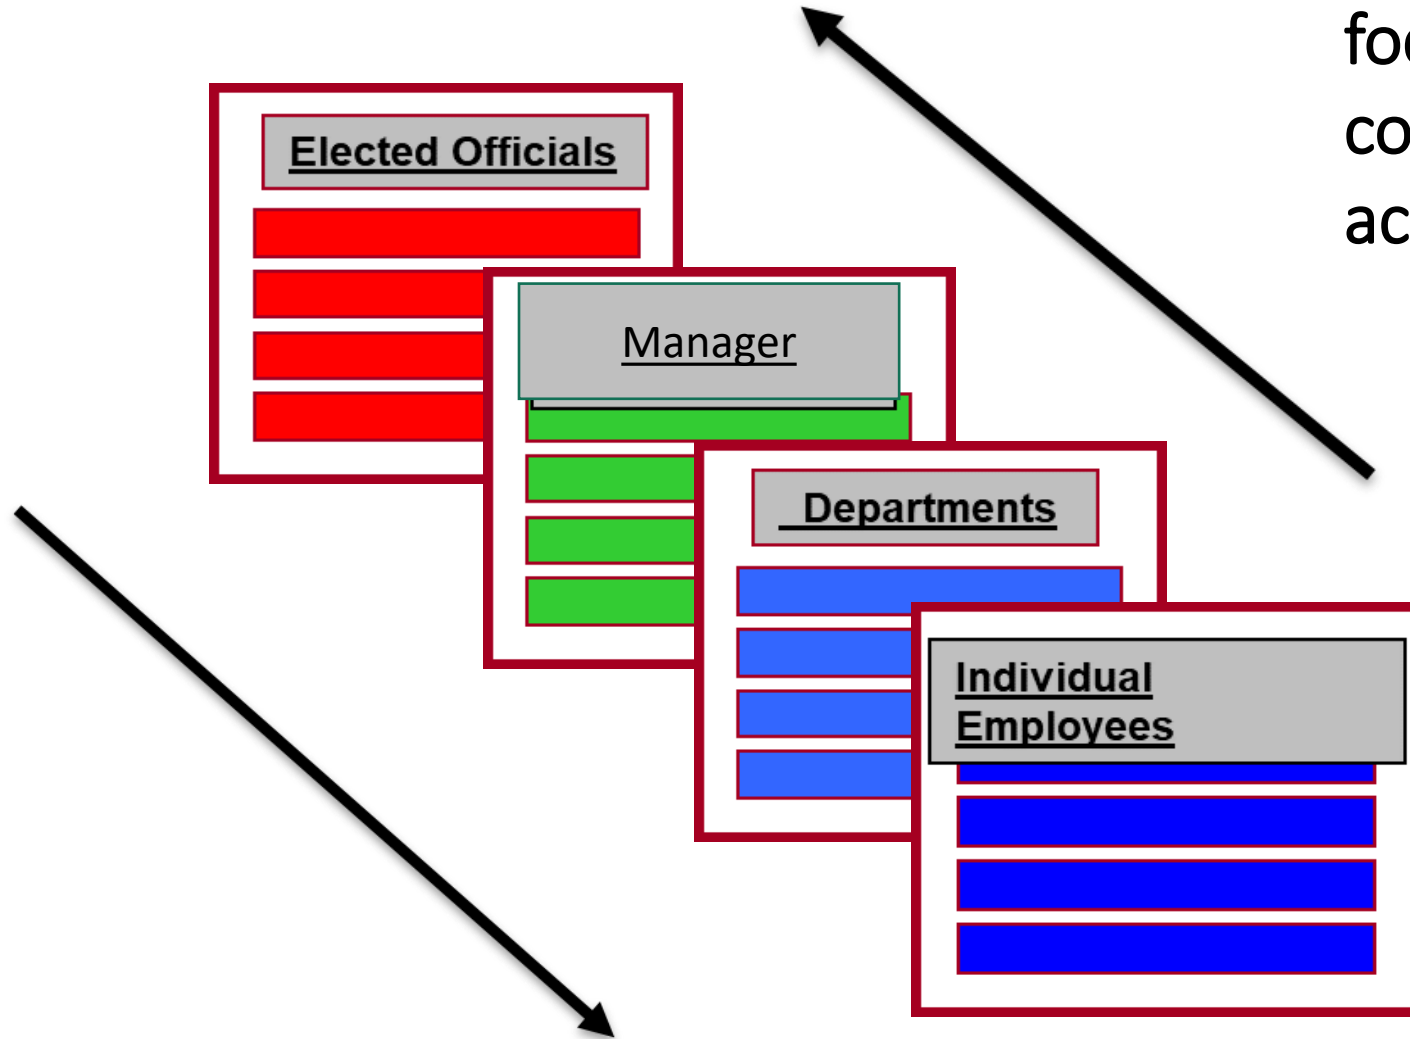 Elected Officials
Manager
Departments
Individual
Employees